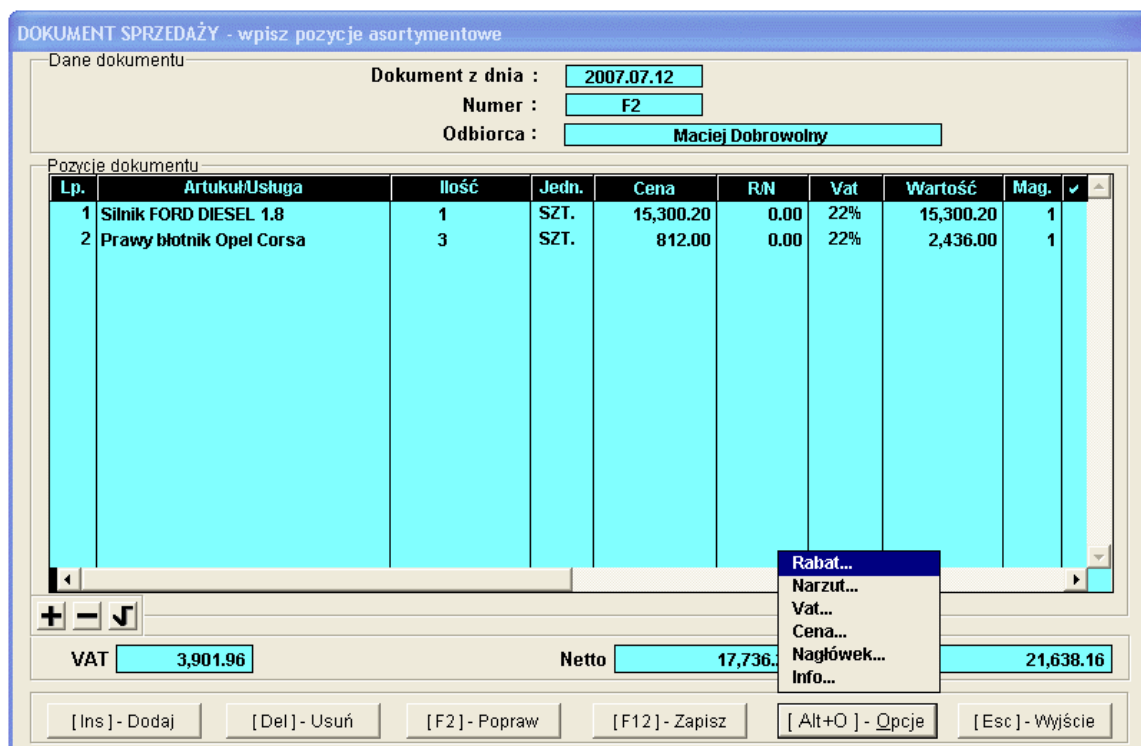 DOKUMENT SPRZEDAŻY - wpisz pozycje asortymentowe
Dane dokumentu
Dokument z dnia : 2007.07.12
Numer : F2
Odbiorca : Maciej Dobrowolny
Pozycje dokumentu
Lp. Artukuł/Usługa Ilość Jedn. Cena R/N Vat Wartość Mag. ✔
1 Silnik FORD DIESEL 1.8 1 SZT. 15,300.20 0.00 22% 15,300.20 1
2 Prawy błotnik Opel Corsa 3 SZT. 812.00 0.00 22% 2,436.00 1
Rabat...
Narzut...
Vat...
Cena...
Nagłówek...
Info...
VAT 3,901.96 Netto 17,736. 21,638.16
[ Ins ] - Dodaj [ Del ] - Usuń [ F2 ] - Popraw [ F12 ] - Zapisz [ Alt+O ] - Opcje [ Esc ] - Wyjście